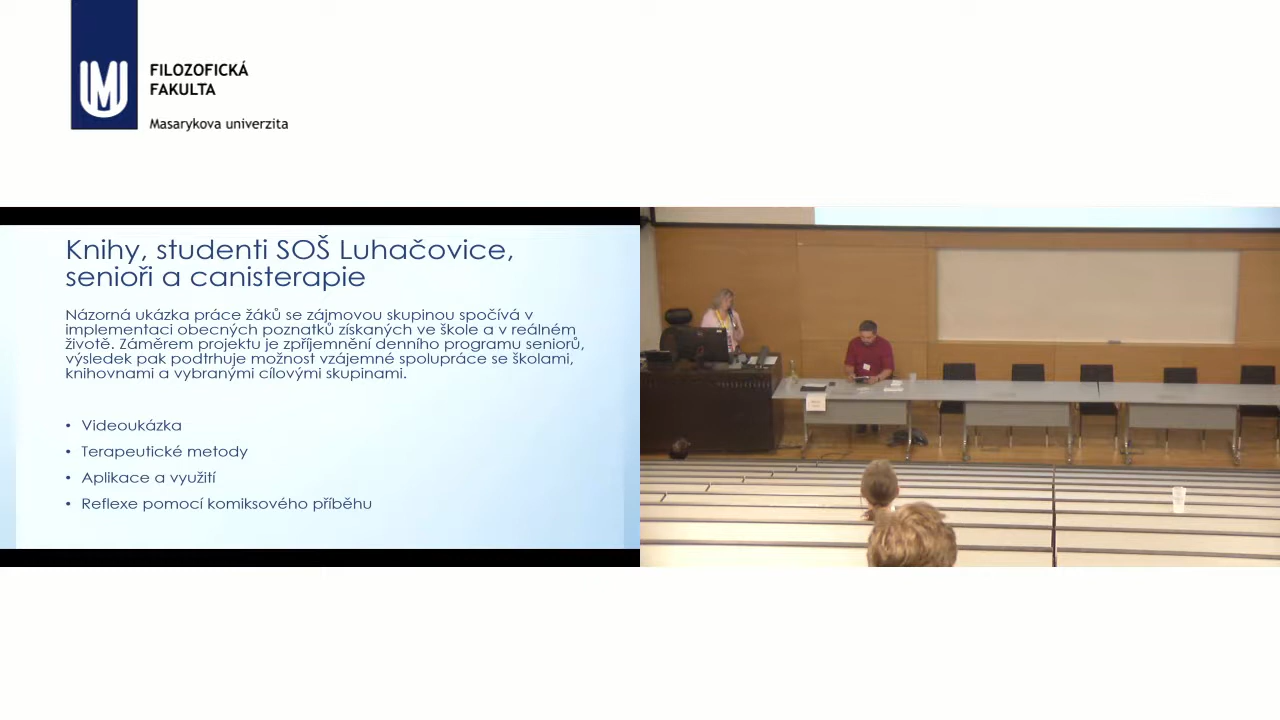 FILOZOFICKÁ
FAKULTA
Masarykova univerzita
Knihy, studenti SOŠ Luhačovice,
senioři a canisterapie
Názorná ukázka práce žáků se zájmovou skupinou spočívá v
implementaci obecných poznatků získaných ve škole a v reálném
životě. Záměrem projektu je zpříjemnění denního programu seniorů,
výsledek pak podtrhuje možnost vzájemné spolupráce se školami,
knihovnami a vybranými cílovými skupinami.
• Videoukázka
• Terapeutické metody
• Aplikace a využití
• Reflexe pomocí komiksového příběhu